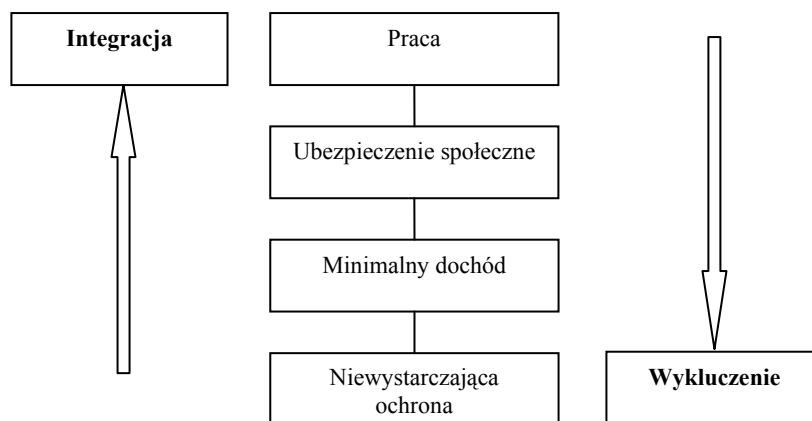 Integracja
Praca
Ubezpieczenie społeczne
Minimalny dochód
Niewystarczająca
ochrona
Wykluczenie